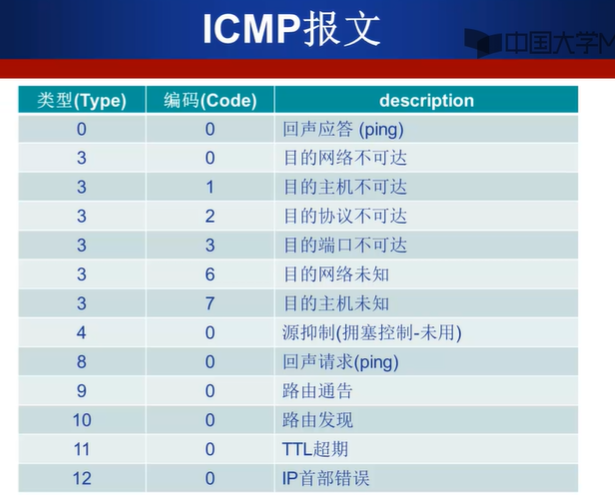 ICMP报文
中国大学M
类型(Type) 编码(Code) description
0 0 回声应答 (ping)
3 0 目的网络不可达
3 1 目的主机不可达
3 2 目的协议不可达
3 3 目的端口不可达
3 6 目的网络未知
3 7 目的主机未知
4 0 源抑制(拥塞控制-未用)
8 0 回声请求(ping)
9 0 路由通告
10 0 路由发现
11 0 TTL超期
12 0 IP首部错误